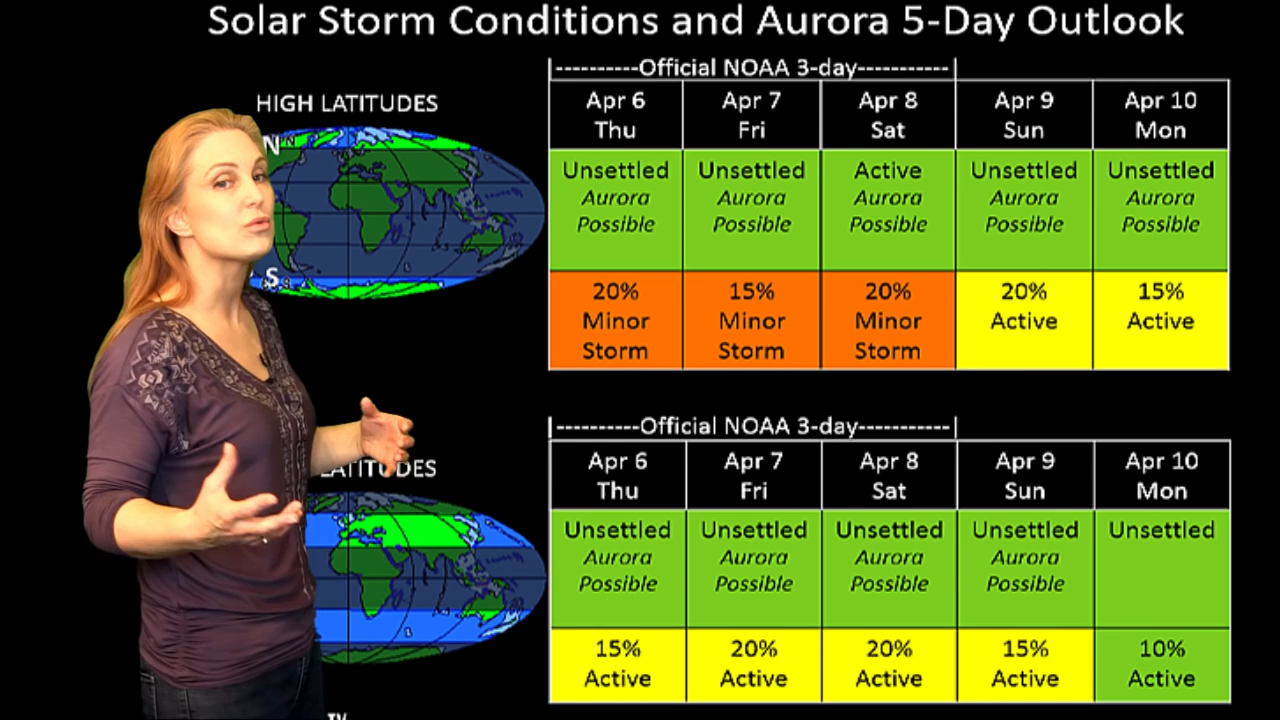 Solar Storm Conditions and Aurora 5-Day Outlook
HIGH LATITUDES
N
S
|----------Official NOAA 3-day-----------|
Apr 6 Thu
Apr 7 Fri
Apr 8 Sat
Apr 9 Sun
Apr 10 Mon
Unsettled Aurora Possible
Unsettled Aurora Possible
Active Aurora Possible
Unsettled Aurora Possible
Unsettled Aurora Possible
20% Minor Storm
15% Minor Storm
20% Minor Storm
20% Active
15% Active
LATITUDES
|----------Official NOAA 3-day-----------|
Apr 6 Thu
Apr 7 Fri
Apr 8 Sat
Apr 9 Sun
Apr 10 Mon
Unsettled Aurora Possible
Unsettled Aurora Possible
Unsettled Aurora Possible
Unsettled Aurora Possible
Unsettled
15% Active
20% Active
20% Active
15% Active
10% Active